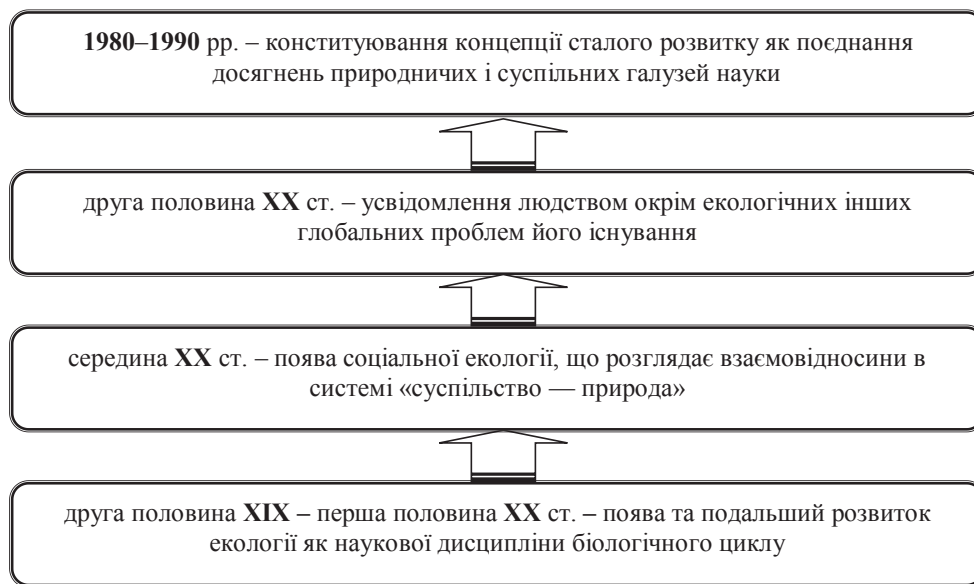 1980–1990 рр. – конституювання концепції сталого розвитку як поєднання
досягнень природничих і суспільних галузей науки
друга половина XX ст. – усвідомлення людством окрім екологічних інших
глобальних проблем його існування
середина XX ст. – поява соціальної екології, що розглядає взаємовідносини в
системі «суспільство — природа»
друга половина XIX – перша половина XX ст. – поява та подальший розвиток
екології як наукової дисципліни біологічного циклу